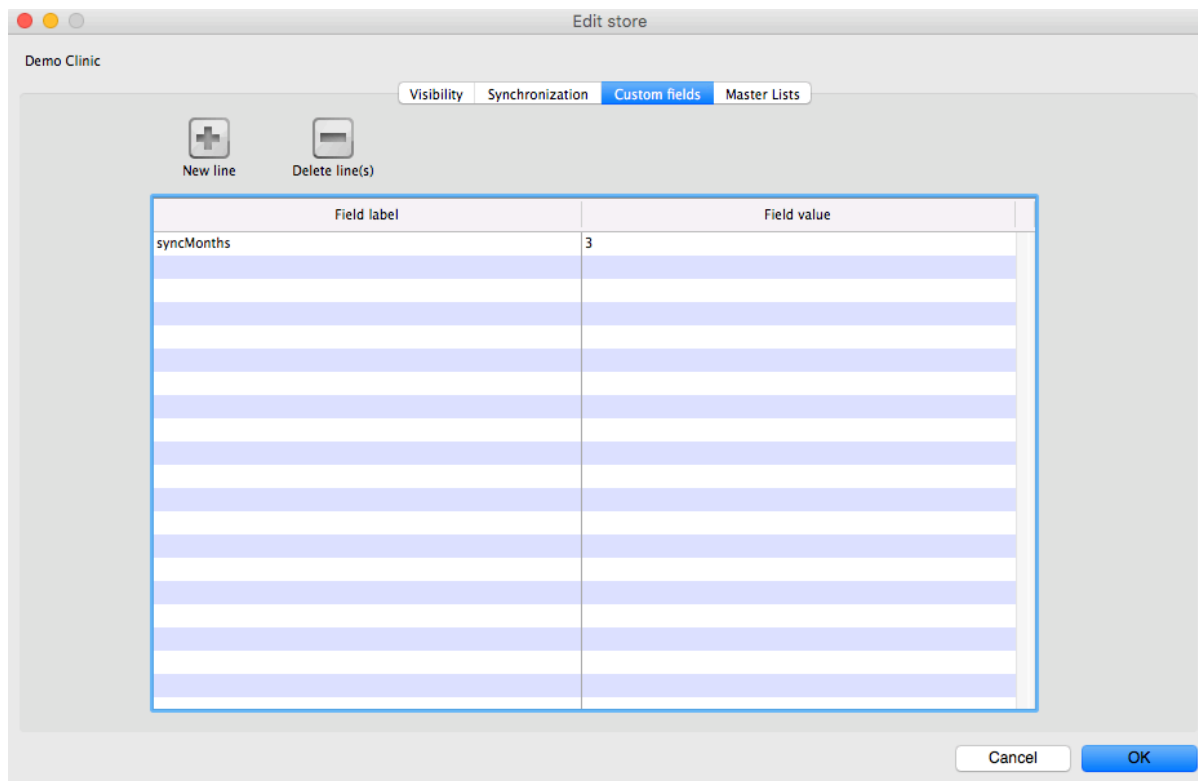 Edit store
Demo Clinic
Visibility Synchronization Custom fields Master Lists
New line Delete line(s)
Field label Field value
syncMonths 3
Cancel OK